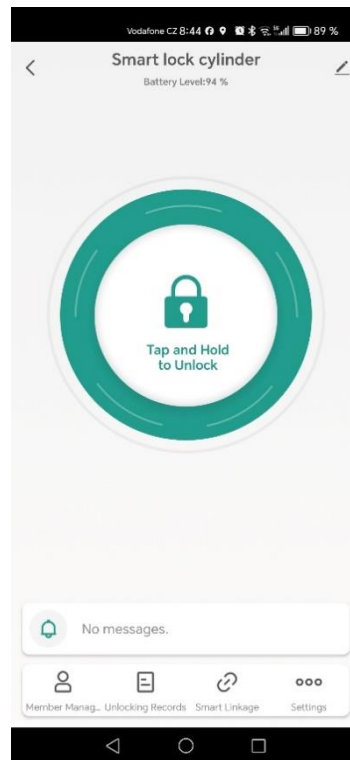 Vodafone CZ 8:44 89 %
Smart lock cylinder
Battery Level:94 %
Tap and Hold
to Unlock
No messages.
Member Manag... Unlocking Records Smart Linkage Settings